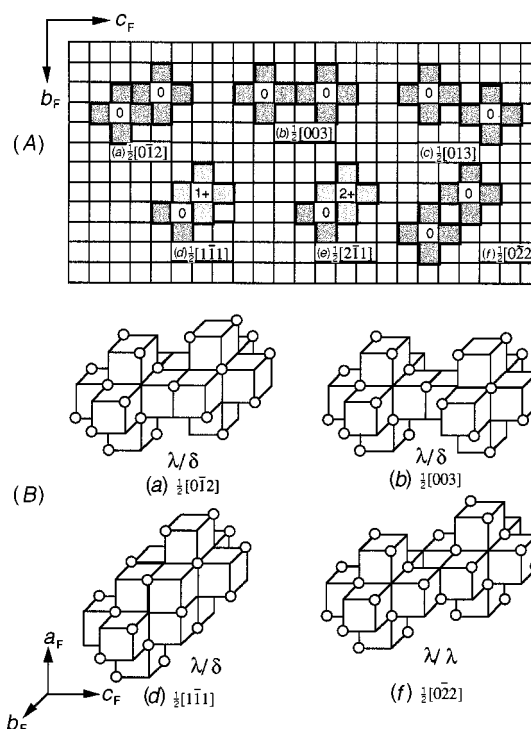 c_F
b_F
(A)
0 0 0 0 0 0
(a) ½[01̅2] (b) ½[003] (c) ½[013]
1+ 2+ 0
0 0 0
(d) ½[11̅1] (e) ½[21̅1] (f) ½[02̅2]
(B)
λ/δ
(a) ½[01̅2]
(b) ½[003]
λ/δ
(d) ½[11̅1]
λ/λ
(f) ½[02̅2]
a_F
c_F
b_F